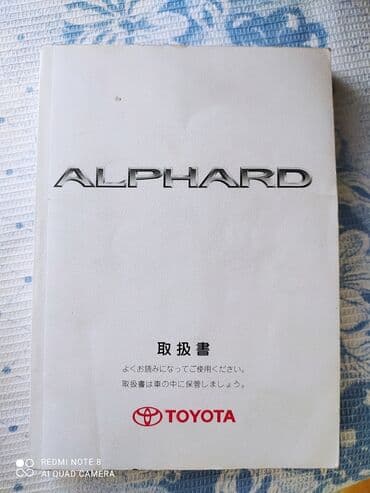 ALPHARD
取扱書
よくお読みになってご使用ください。
取扱書は車の中に保管しましょう。
TOYOTA
REDMI NOTE 8
AI QUAD CAMERA